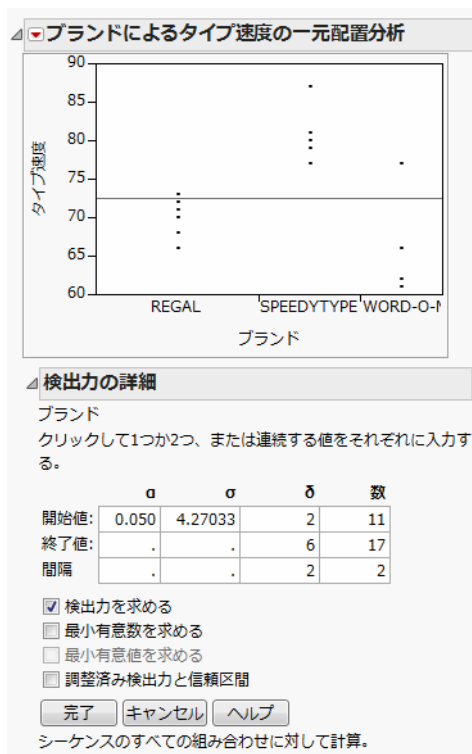 ブランドによるタイプ速度の一元配置分析
90
85
80
75
70
65
60
タイプ速度
REGAL SPEEDYTYPE WORD-O-M
ブランド
検出力の詳細
ブランド
クリックして1つか2つ、または連続する値をそれぞれに入力す
る。
α σ δ 数
開始値: 0.050 4.27033 2 11
終了値: . . 6 17
間隔 . . 2 2
検出力を求める
最小有意数を求める
最小有意値を求める
調整済み検出力と信頼区間
完了 キャンセル ヘルプ
シーケンスのすべての組み合わせに対して計算。